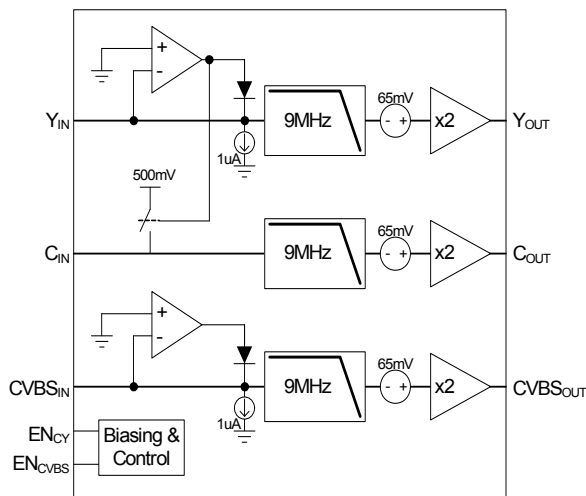 +
-
65mV
Y_IN
9MHz
- +
x2
Y_OUT
1uA
500mV
65mV
C_IN
9MHz
- +
x2
C_OUT
+
-
65mV
CVBS_IN
9MHz
- +
x2
CVBS_OUT
1uA
EN_CY
EN_CVBS
Biasing &
Control